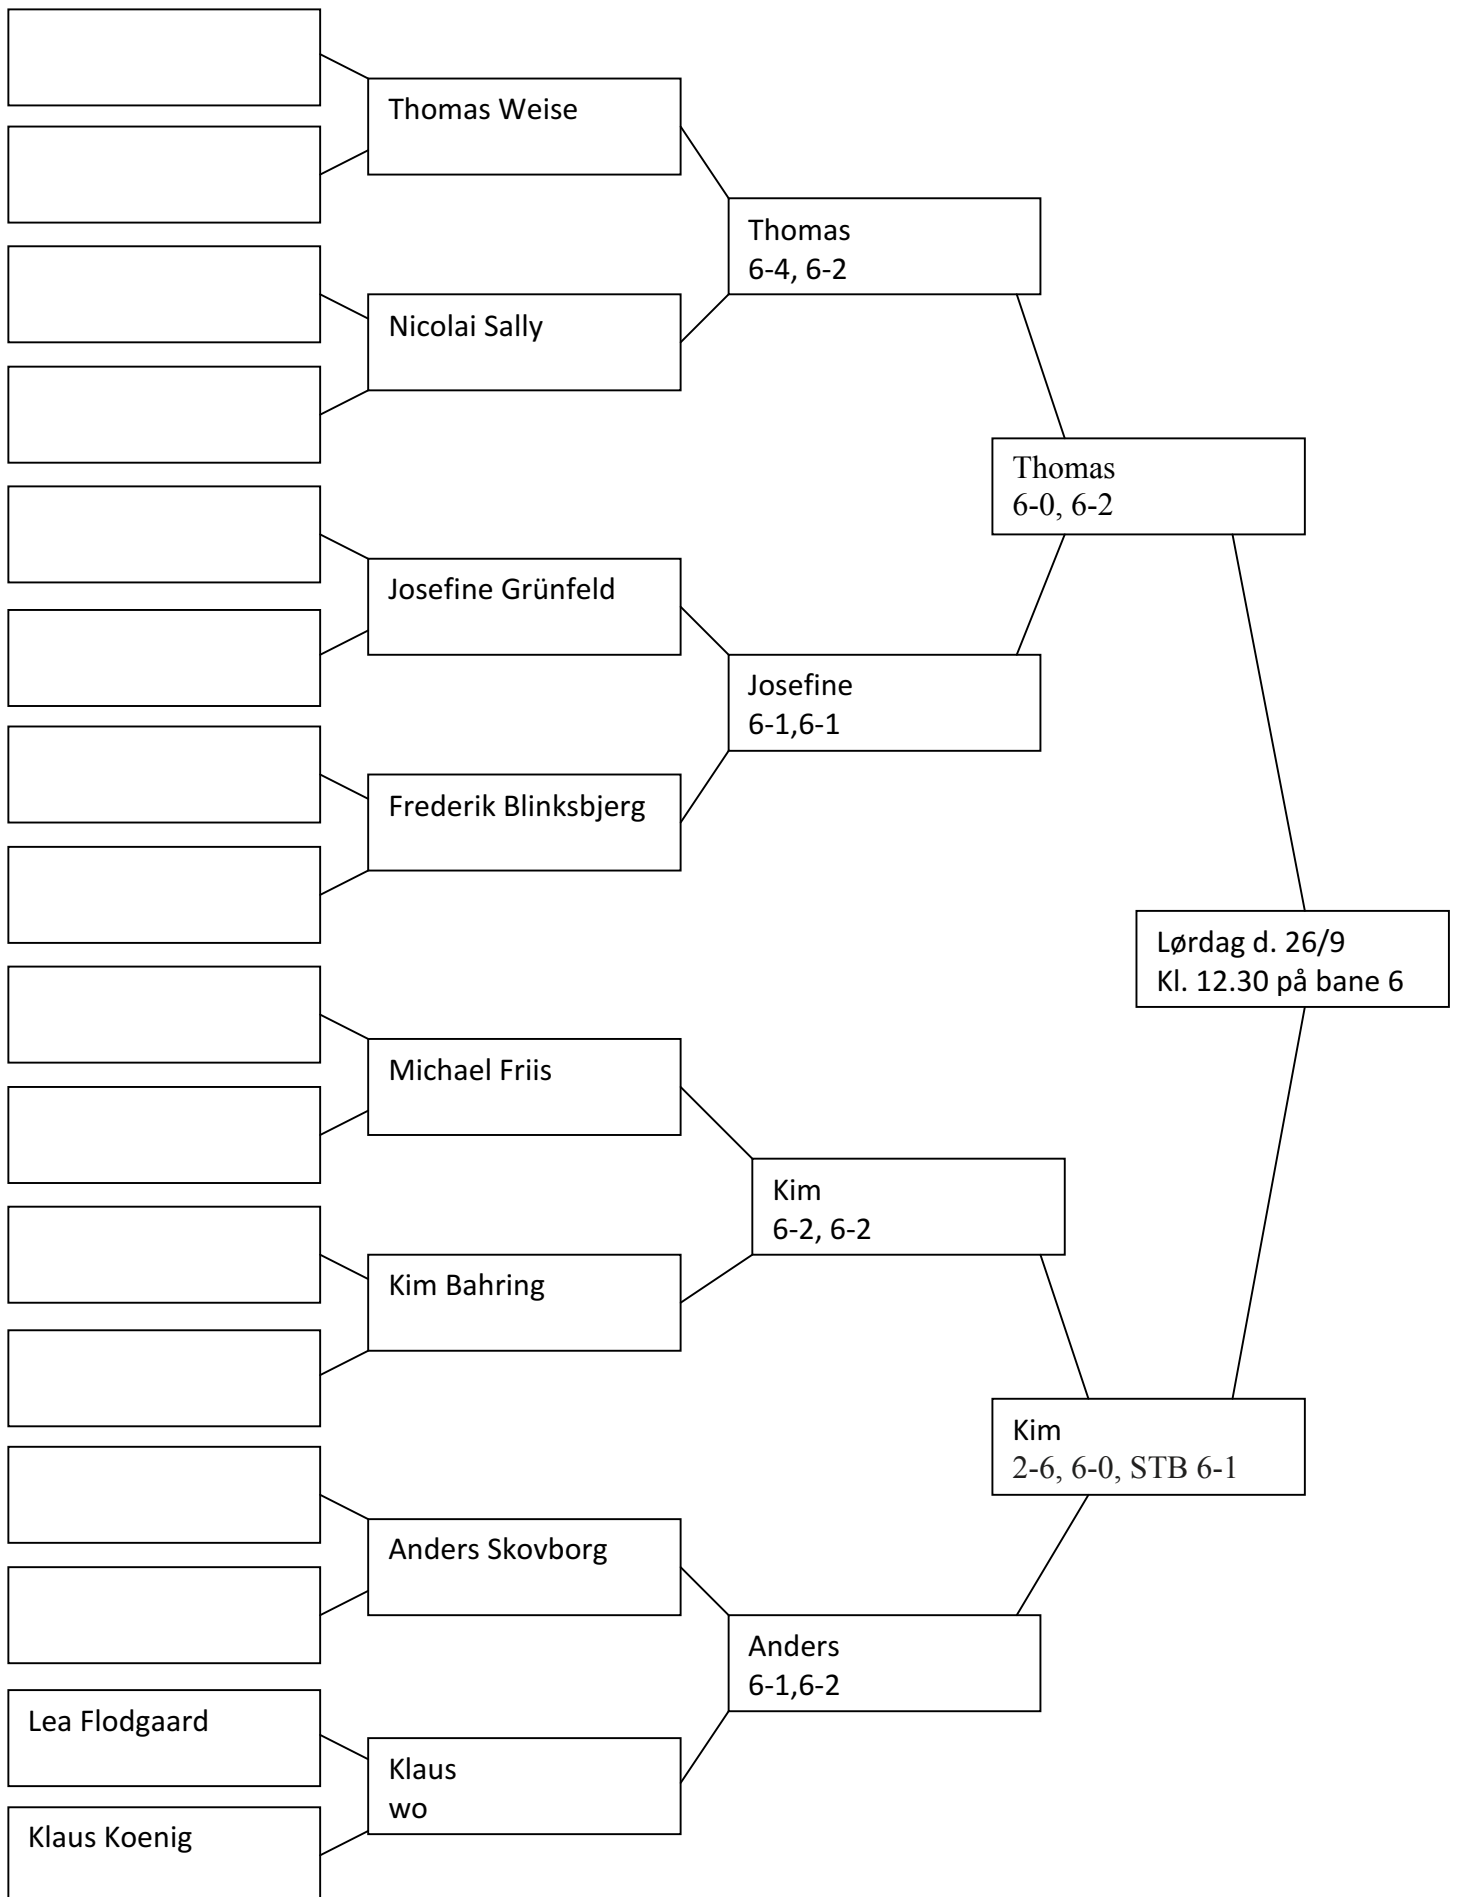 Thomas Weise
Thomas
6-4, 6-2
Nicolai Sally
Thomas
6-0, 6-2
Josefine Grünfeld
Josefine
6-1,6-1
Frederik Blinksbjerg
Lørdag d. 26/9
Kl. 12.30 på bane 6
Michael Friis
Kim
6-2, 6-2
Kim Bahring
Kim
2-6, 6-0, STB 6-1
Anders Skovborg
Anders
6-1,6-2
Lea Flodgaard
Klaus
wo
Klaus Koenig